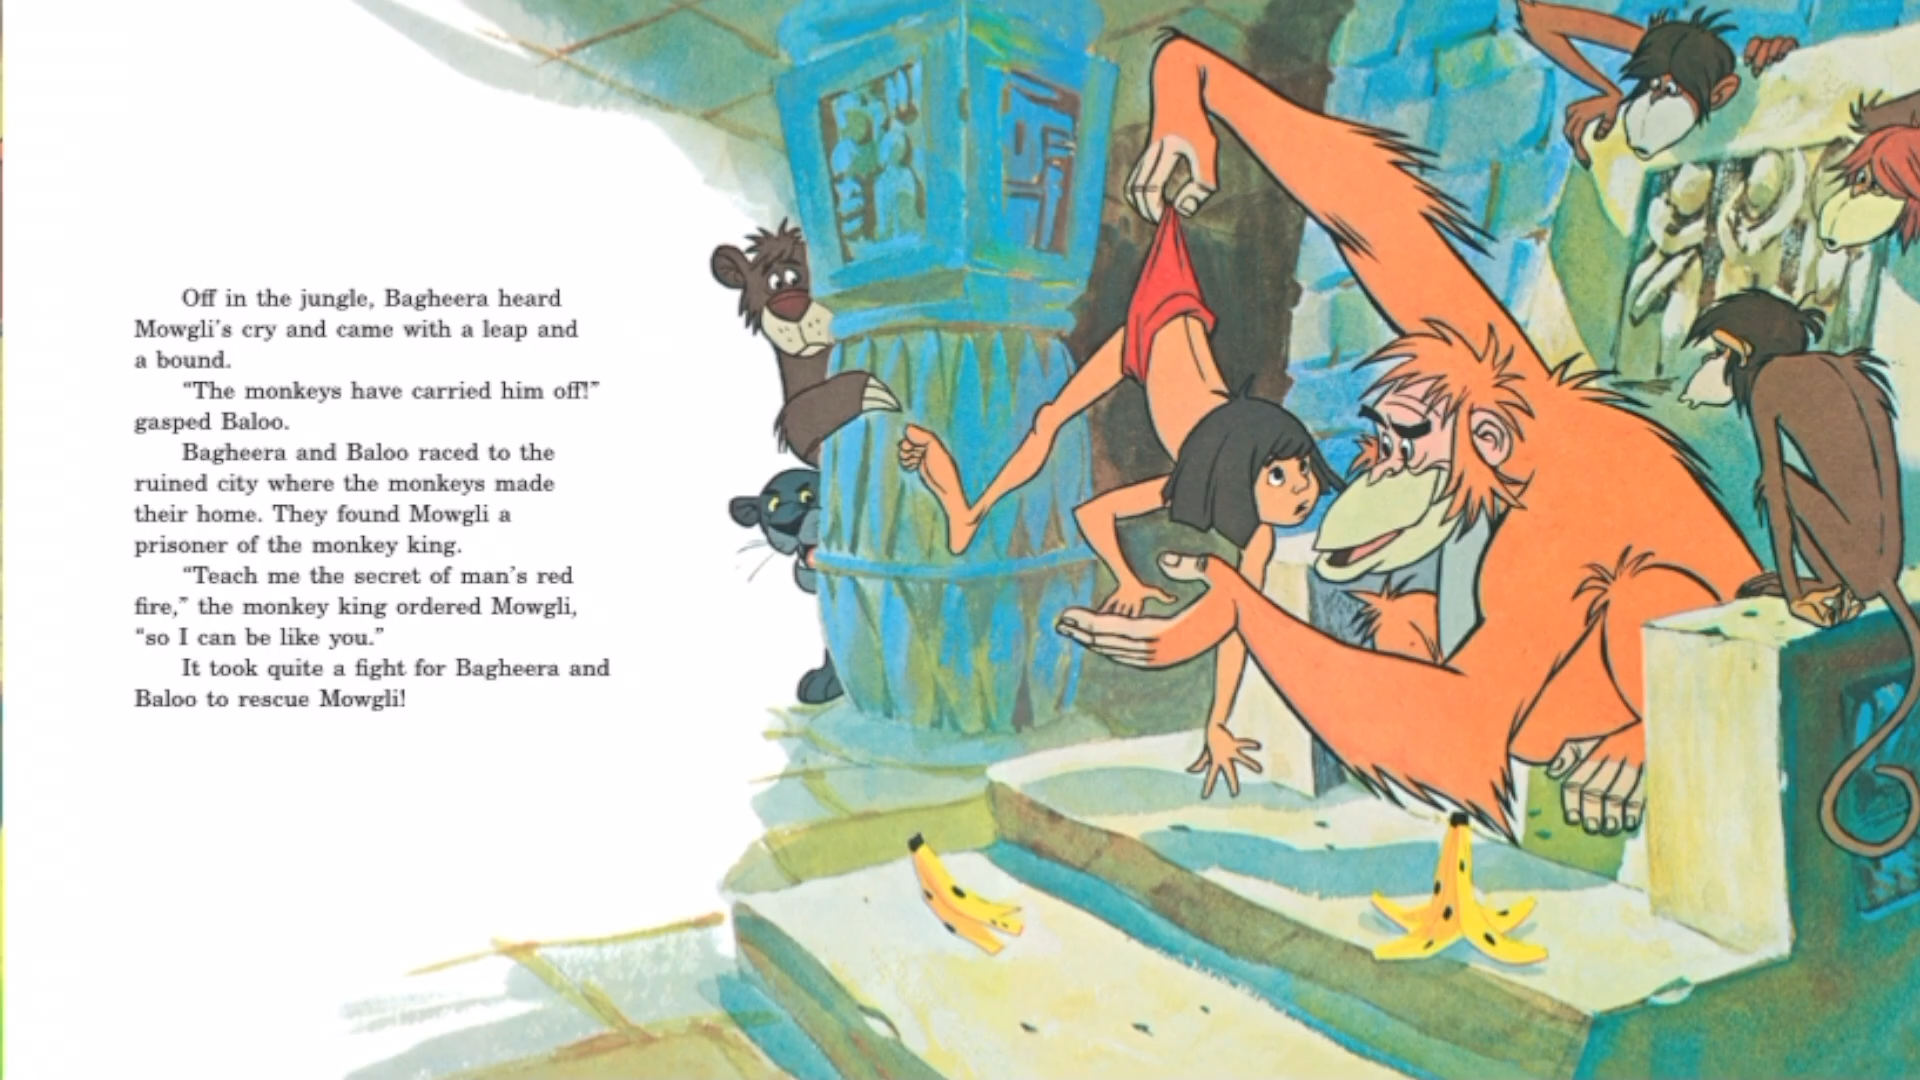 Off in the jungle, Bagheera heard
Mowgli's cry and came with a leap and
a bound.
“The monkeys have carried him off!”
gasped Baloo.
Bagheera and Baloo raced to the
ruined city where the monkeys made
their home. They found Mowgli a
prisoner of the monkey king.
“Teach me the secret of man's red
fire,” the monkey king ordered Mowgli,
“so I can be like you.”
It took quite a fight for Bagheera and
Baloo to rescue Mowgli!